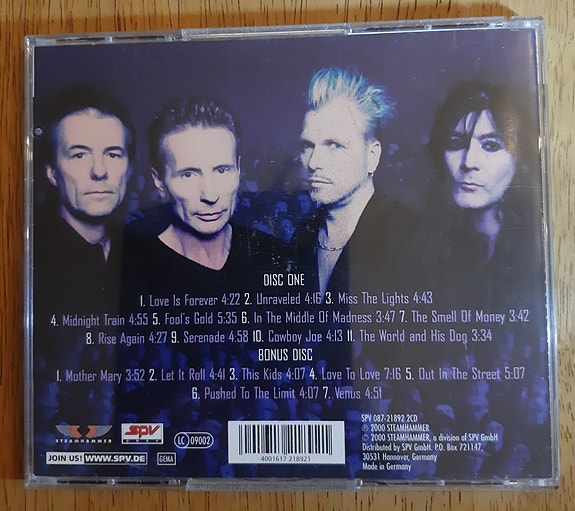 DISC ONE
1. Love Is Forever 4:22 2. Unraveled 4:16 3. Miss The Lights 4:43
4. Midnight Train 4:55 5. Fool's Gold 5:35 6. In The Middle Of Madness 3:47 7. The Smell Of Money 3:42
8. Rise Again 4:27 9. Serenade 4:58 10. Cowboy Joe 4:13 11. The World and His Dog 3:34
BONUS DISC
1. Mother Mary 3:52 2. Let It Roll 4:41 3. This Kids 4:07 4. Love To Love 7:16 5. Out In The Street 5:07
6. Pushed To The Limit 4:07 7. Venus 4:51
STEAMHAMMER
SPV
JOIN US! WWW.SPV.DE
LC 09002
GEMA
4001617 218921
SPV 087-21892 2CD
℗ 2000 STEAMHAMMER
© 2000 STEAMHAMMER, a division of SPV GmbH
Distributed by SPV GmbH. P.O. Box 721147,
30531 Hannover, Germany
Made in Germany